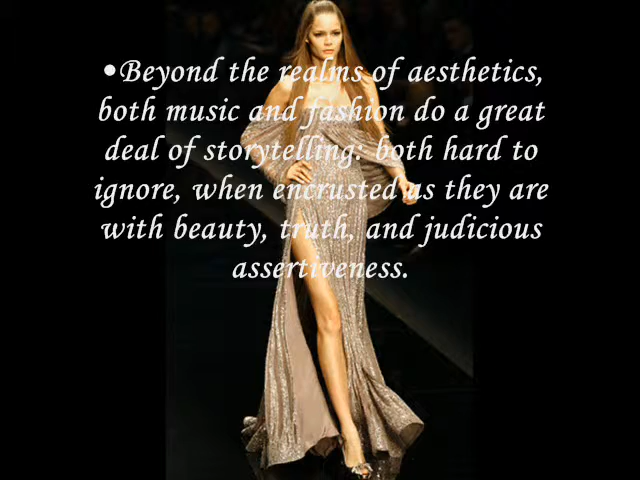 •Beyond the realms of aesthetics,
both music and fashion do a great
deal of storytelling: both hard to
ignore, when encrusted as they are
with beauty, truth, and judicious
assertiveness.